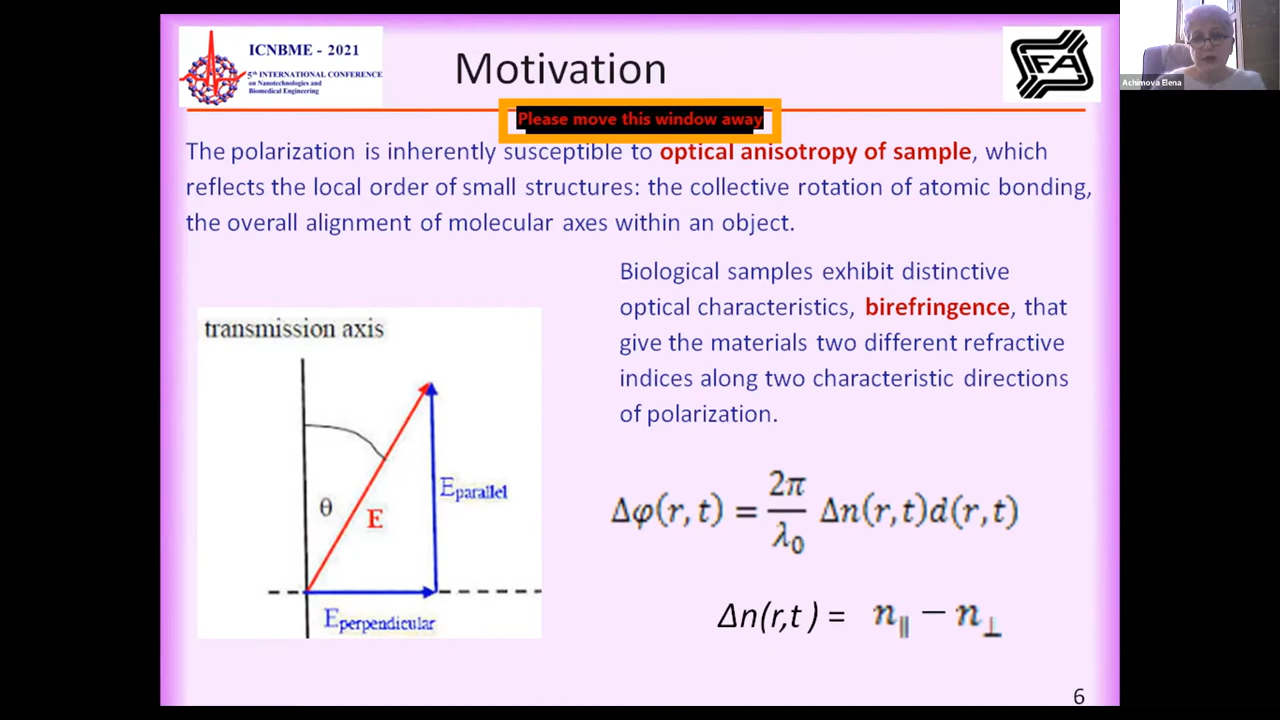 ICNBME - 2021
5th INTERNATIONAL CONFERENCE
on Nanotechnologies and
Biomedical Engineering
Motivation
IFA
Achimova Elena
Please move this window away
The polarization is inherently susceptible to optical anisotropy of sample, which
reflects the local order of small structures: the collective rotation of atomic bonding,
the overall alignment of molecular axes within an object.
Biological samples exhibit distinctive
optical characteristics, birefringence, that
give the materials two different refractive
indices along two characteristic directions
of polarization.
transmission axis
θ
E
Eparallel
Eperpendicular
Δφ(r, t) = 2π/λ₀ Δn(r, t)d(r, t)
Δn(r,t ) = n∥ − n⊥
6